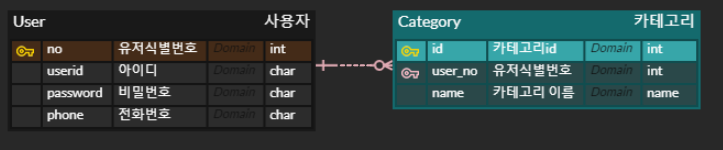 User 사용자
no 유저식별번호 Domain int
userid 아이디 Domain char
password 비밀번호 Domain char
phone 전화번호 Domain char
Category 카테고리
id 카테고리id Domain int
user_no 유저식별번호 Domain int
name 카테고리 이름 Domain name